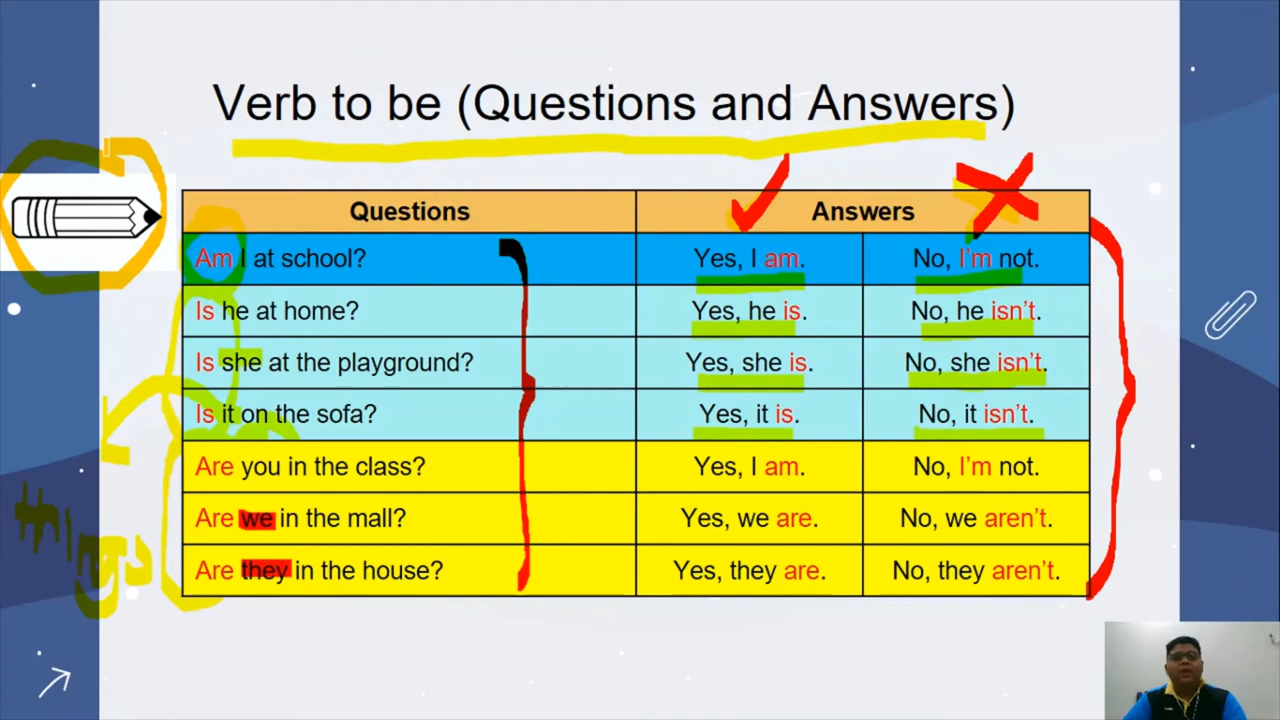 Verb to be (Questions and Answers)
Questions Answers
Am I at school? Yes, I am. No, I'm not.
Is he at home? Yes, he is. No, he isn't.
Is she at the playground? Yes, she is. No, she isn't.
Is it on the sofa? Yes, it is. No, it isn't.
Are you in the class? Yes, I am. No, I'm not.
Are we in the mall? Yes, we are. No, we aren't.
Are they in the house? Yes, they are. No, they aren't.